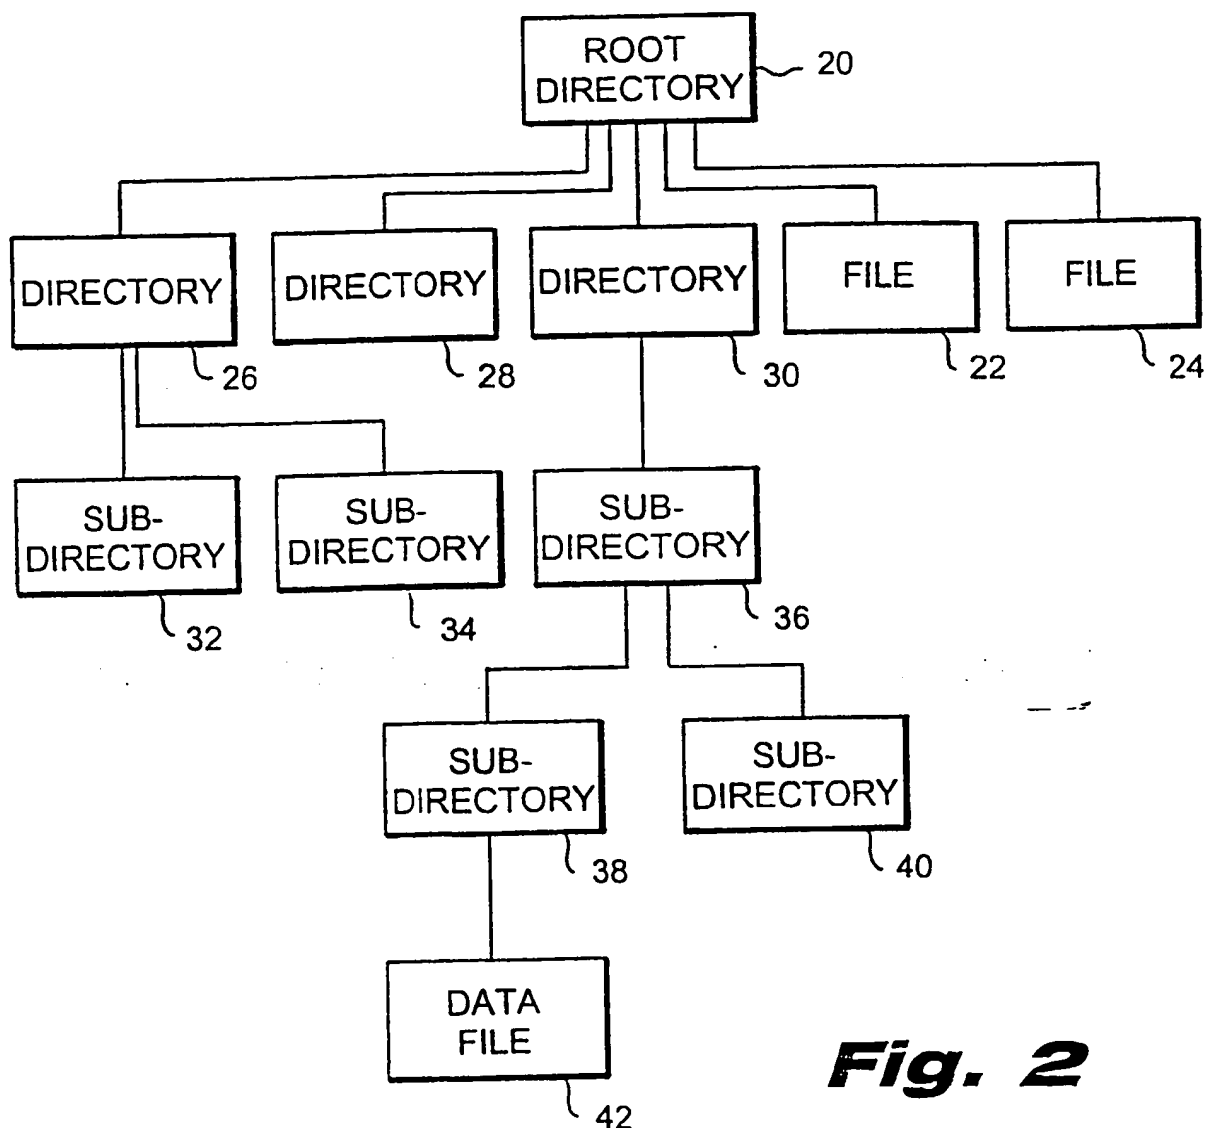 ROOT
DIRECTORY
20
DIRECTORY
26
DIRECTORY
28
DIRECTORY
30
FILE
22
FILE
24
SUB-
DIRECTORY
32
SUB-
DIRECTORY
34
SUB-
DIRECTORY
36
SUB-
DIRECTORY
38
SUB-
DIRECTORY
40
DATA
FILE
42
Fig. 2